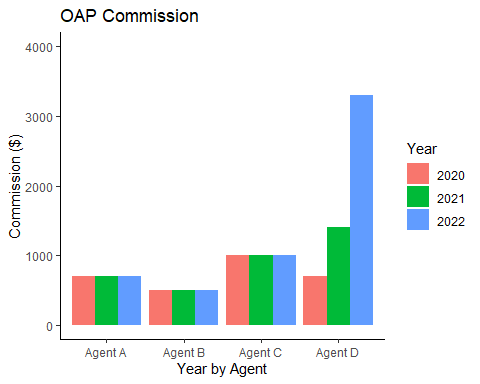 OAP Commission
4000
3000
2000
1000
0
Commission ($)
Agent A
Agent B
Agent C
Agent D
Year by Agent
Year
2020
2021
2022